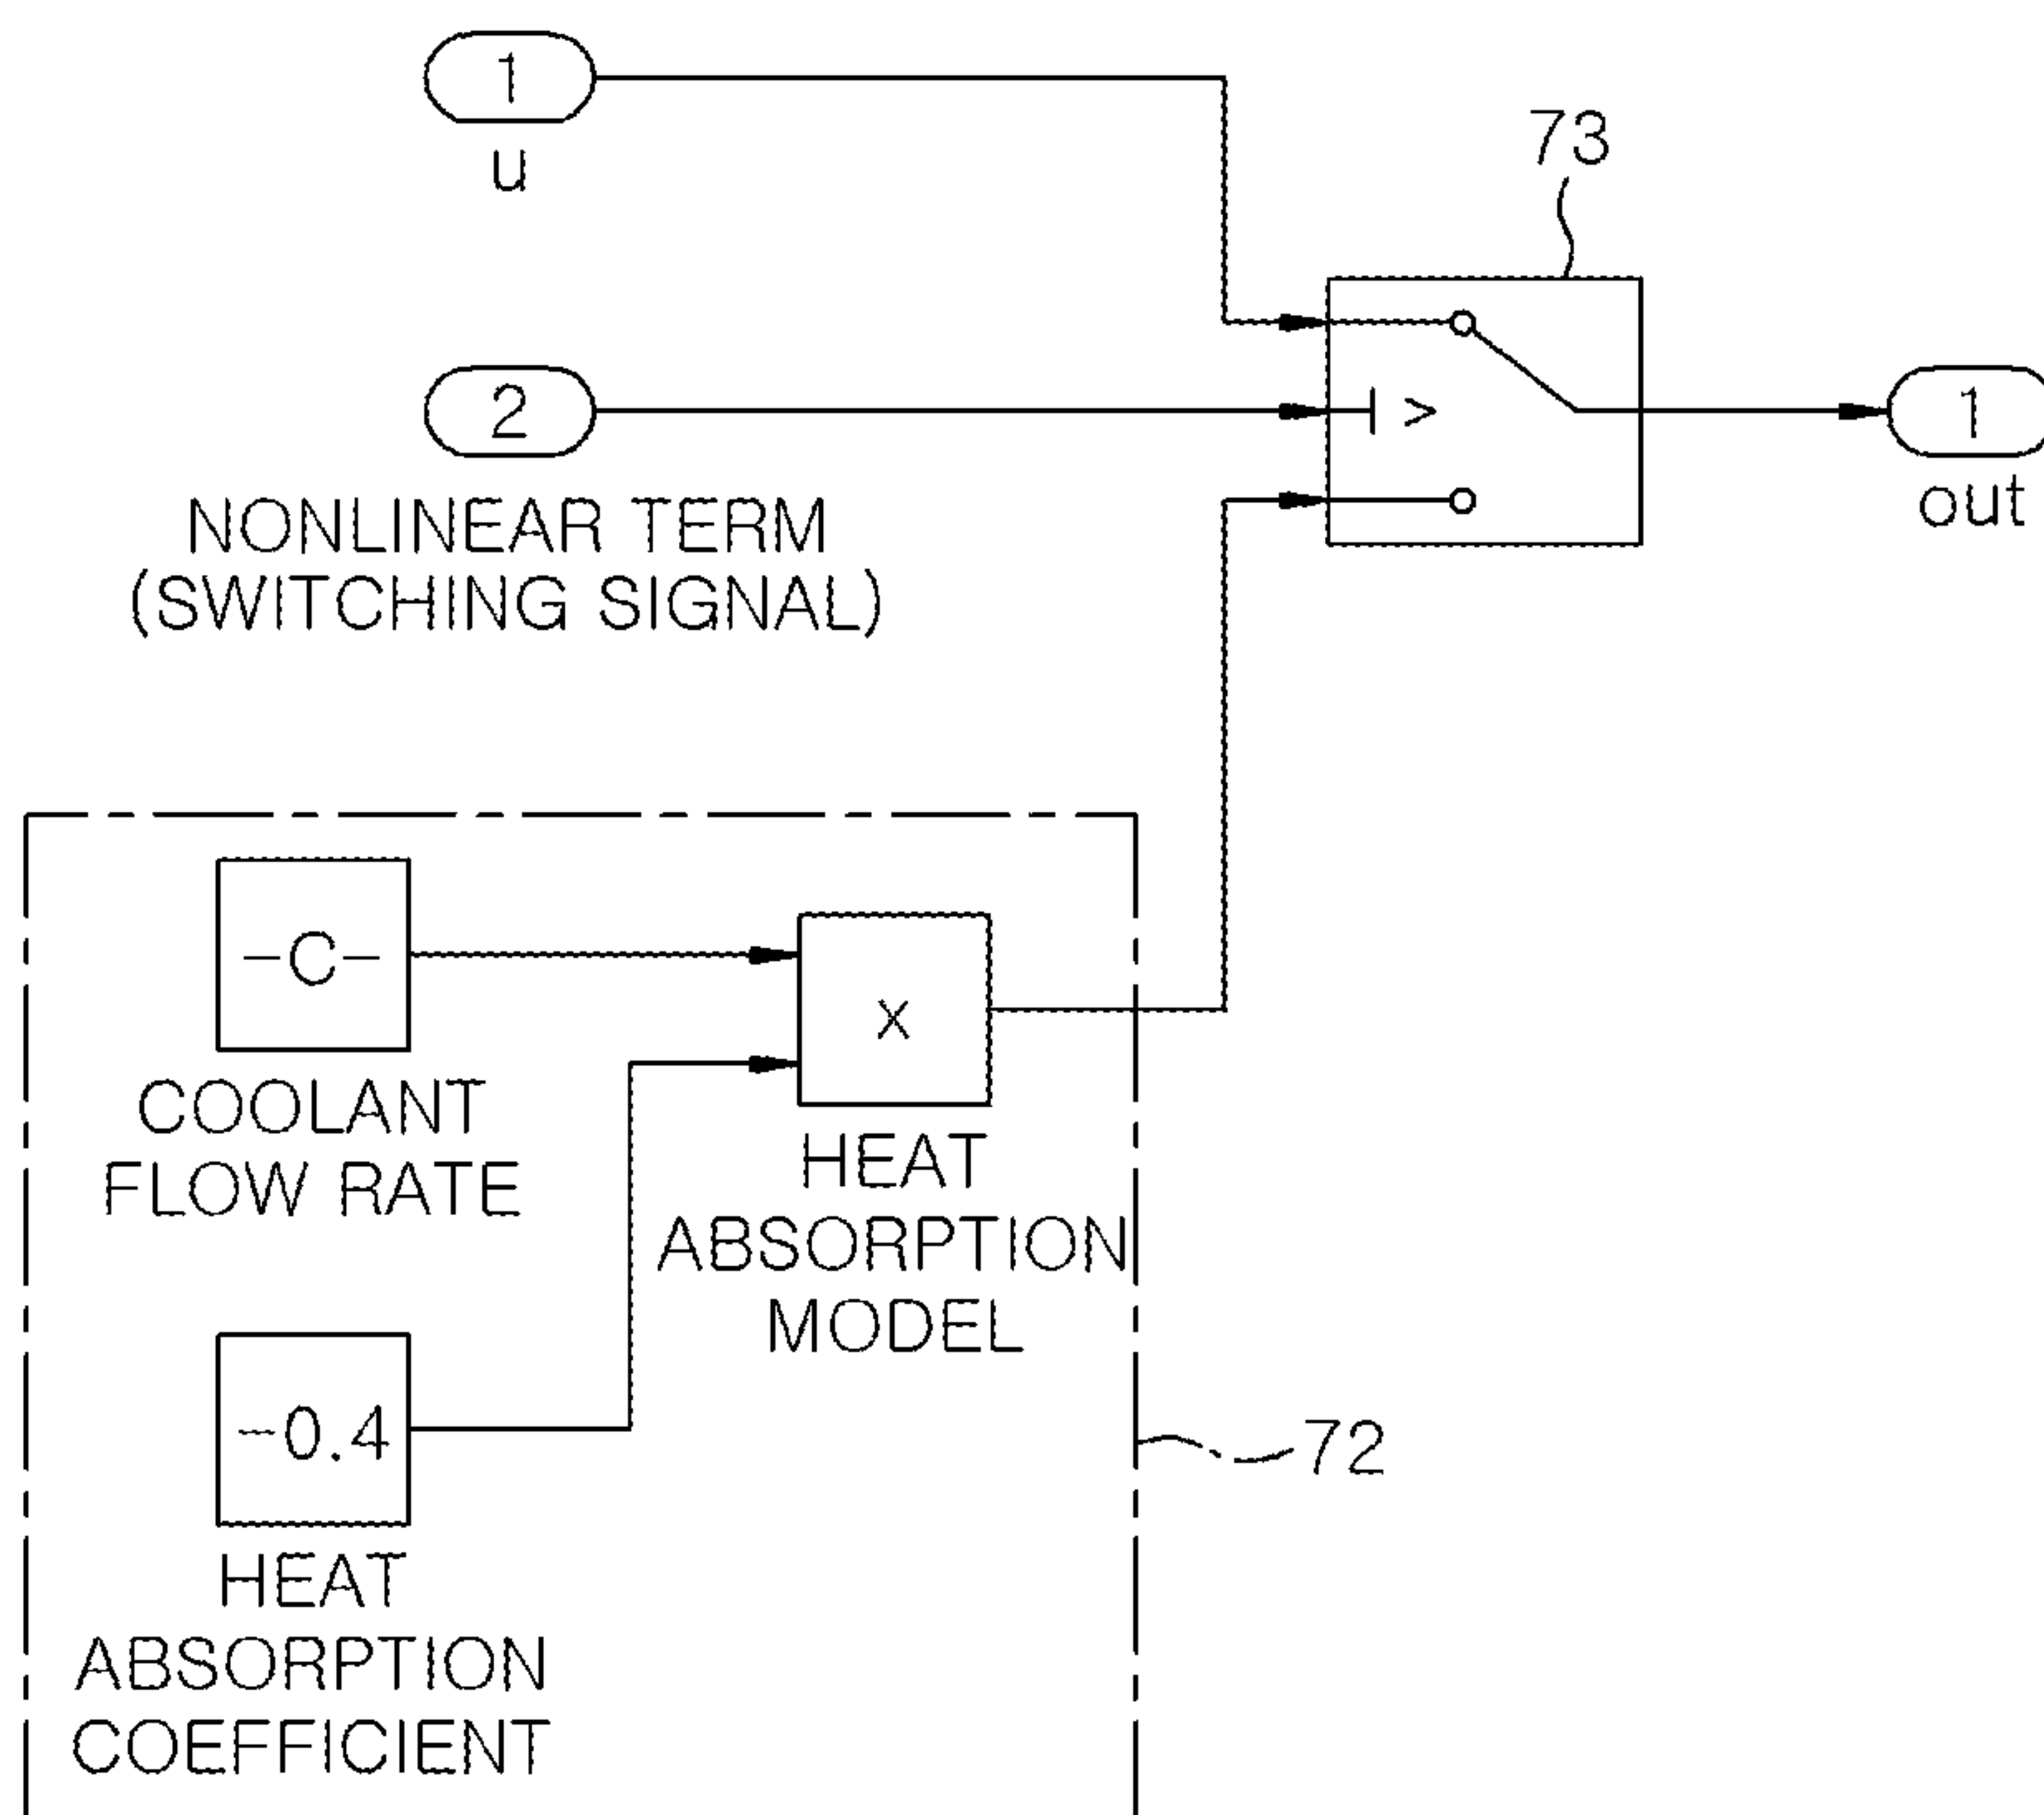 1
u
73
2
>
1
out
NONLINEAR TERM
(SWITCHING SIGNAL)
-C-
x
COOLANT
FLOW RATE
HEAT
ABSORPTION
MODEL
-0.4
72
HEAT
ABSORPTION
COEFFICIENT